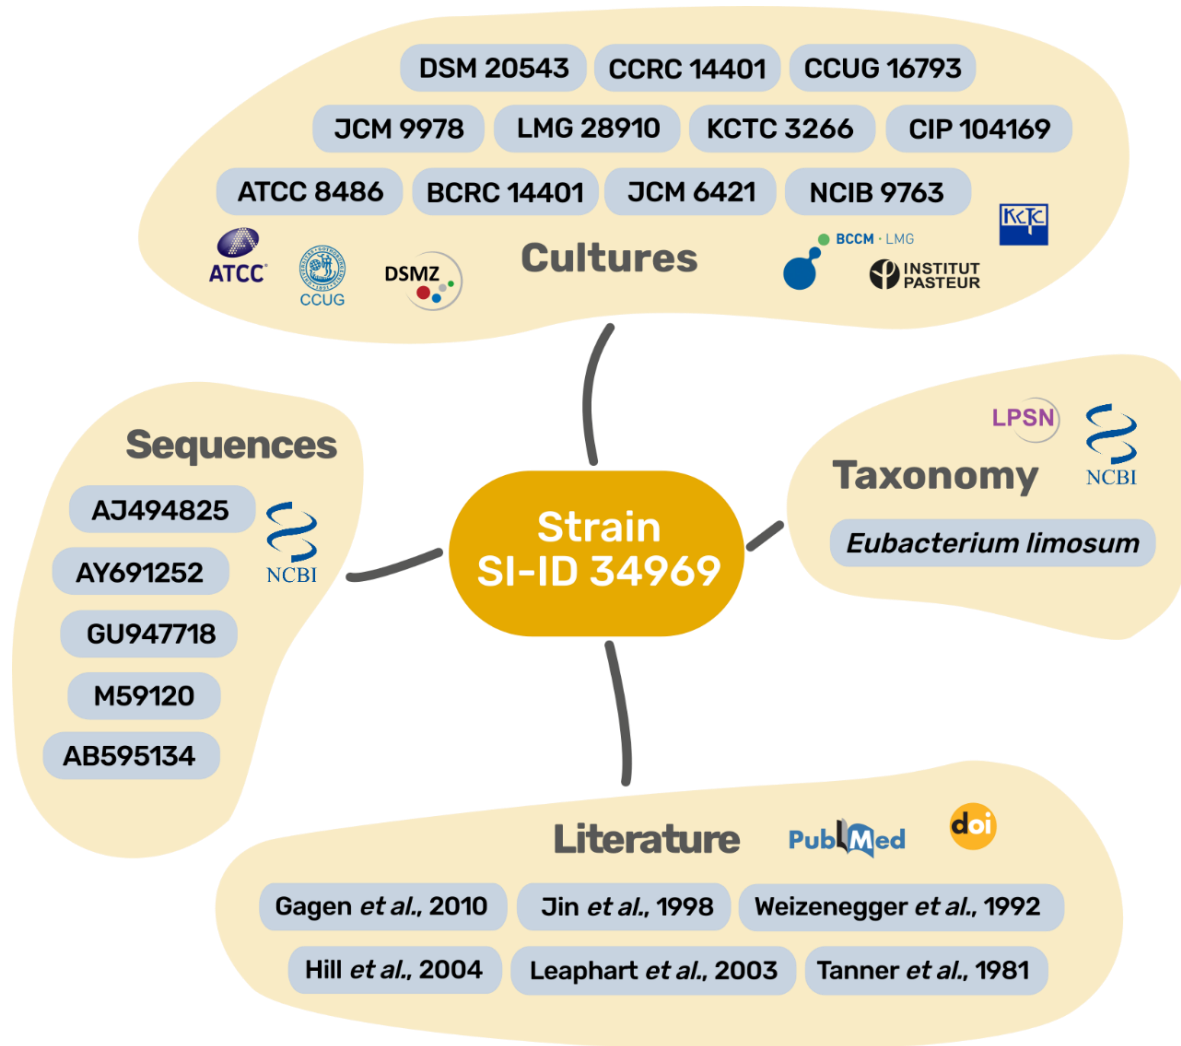 DSM 20543 CCRC 14401 CCUG 16793
JCM 9978 LMG 28910 KCTC 3266 CIP 104169
ATCC 8486 BCRC 14401 JCM 6421 NCIB 9763
ATCC
CCUG
DSMZ
Cultures
BCCM · LMG
INSTITUT
PASTEUR
KCTC
Sequences
AJ494825
AY691252
GU947718
M59120
AB595134
NCBI
Strain
SI-ID 34969
LPSN
NCBI
Taxonomy
Eubacterium limosum
Literature
PubMed
doi
Gagen et al., 2010 Jin et al., 1998 Weizenegger et al., 1992
Hill et al., 2004 Leaphart et al., 2003 Tanner et al., 1981